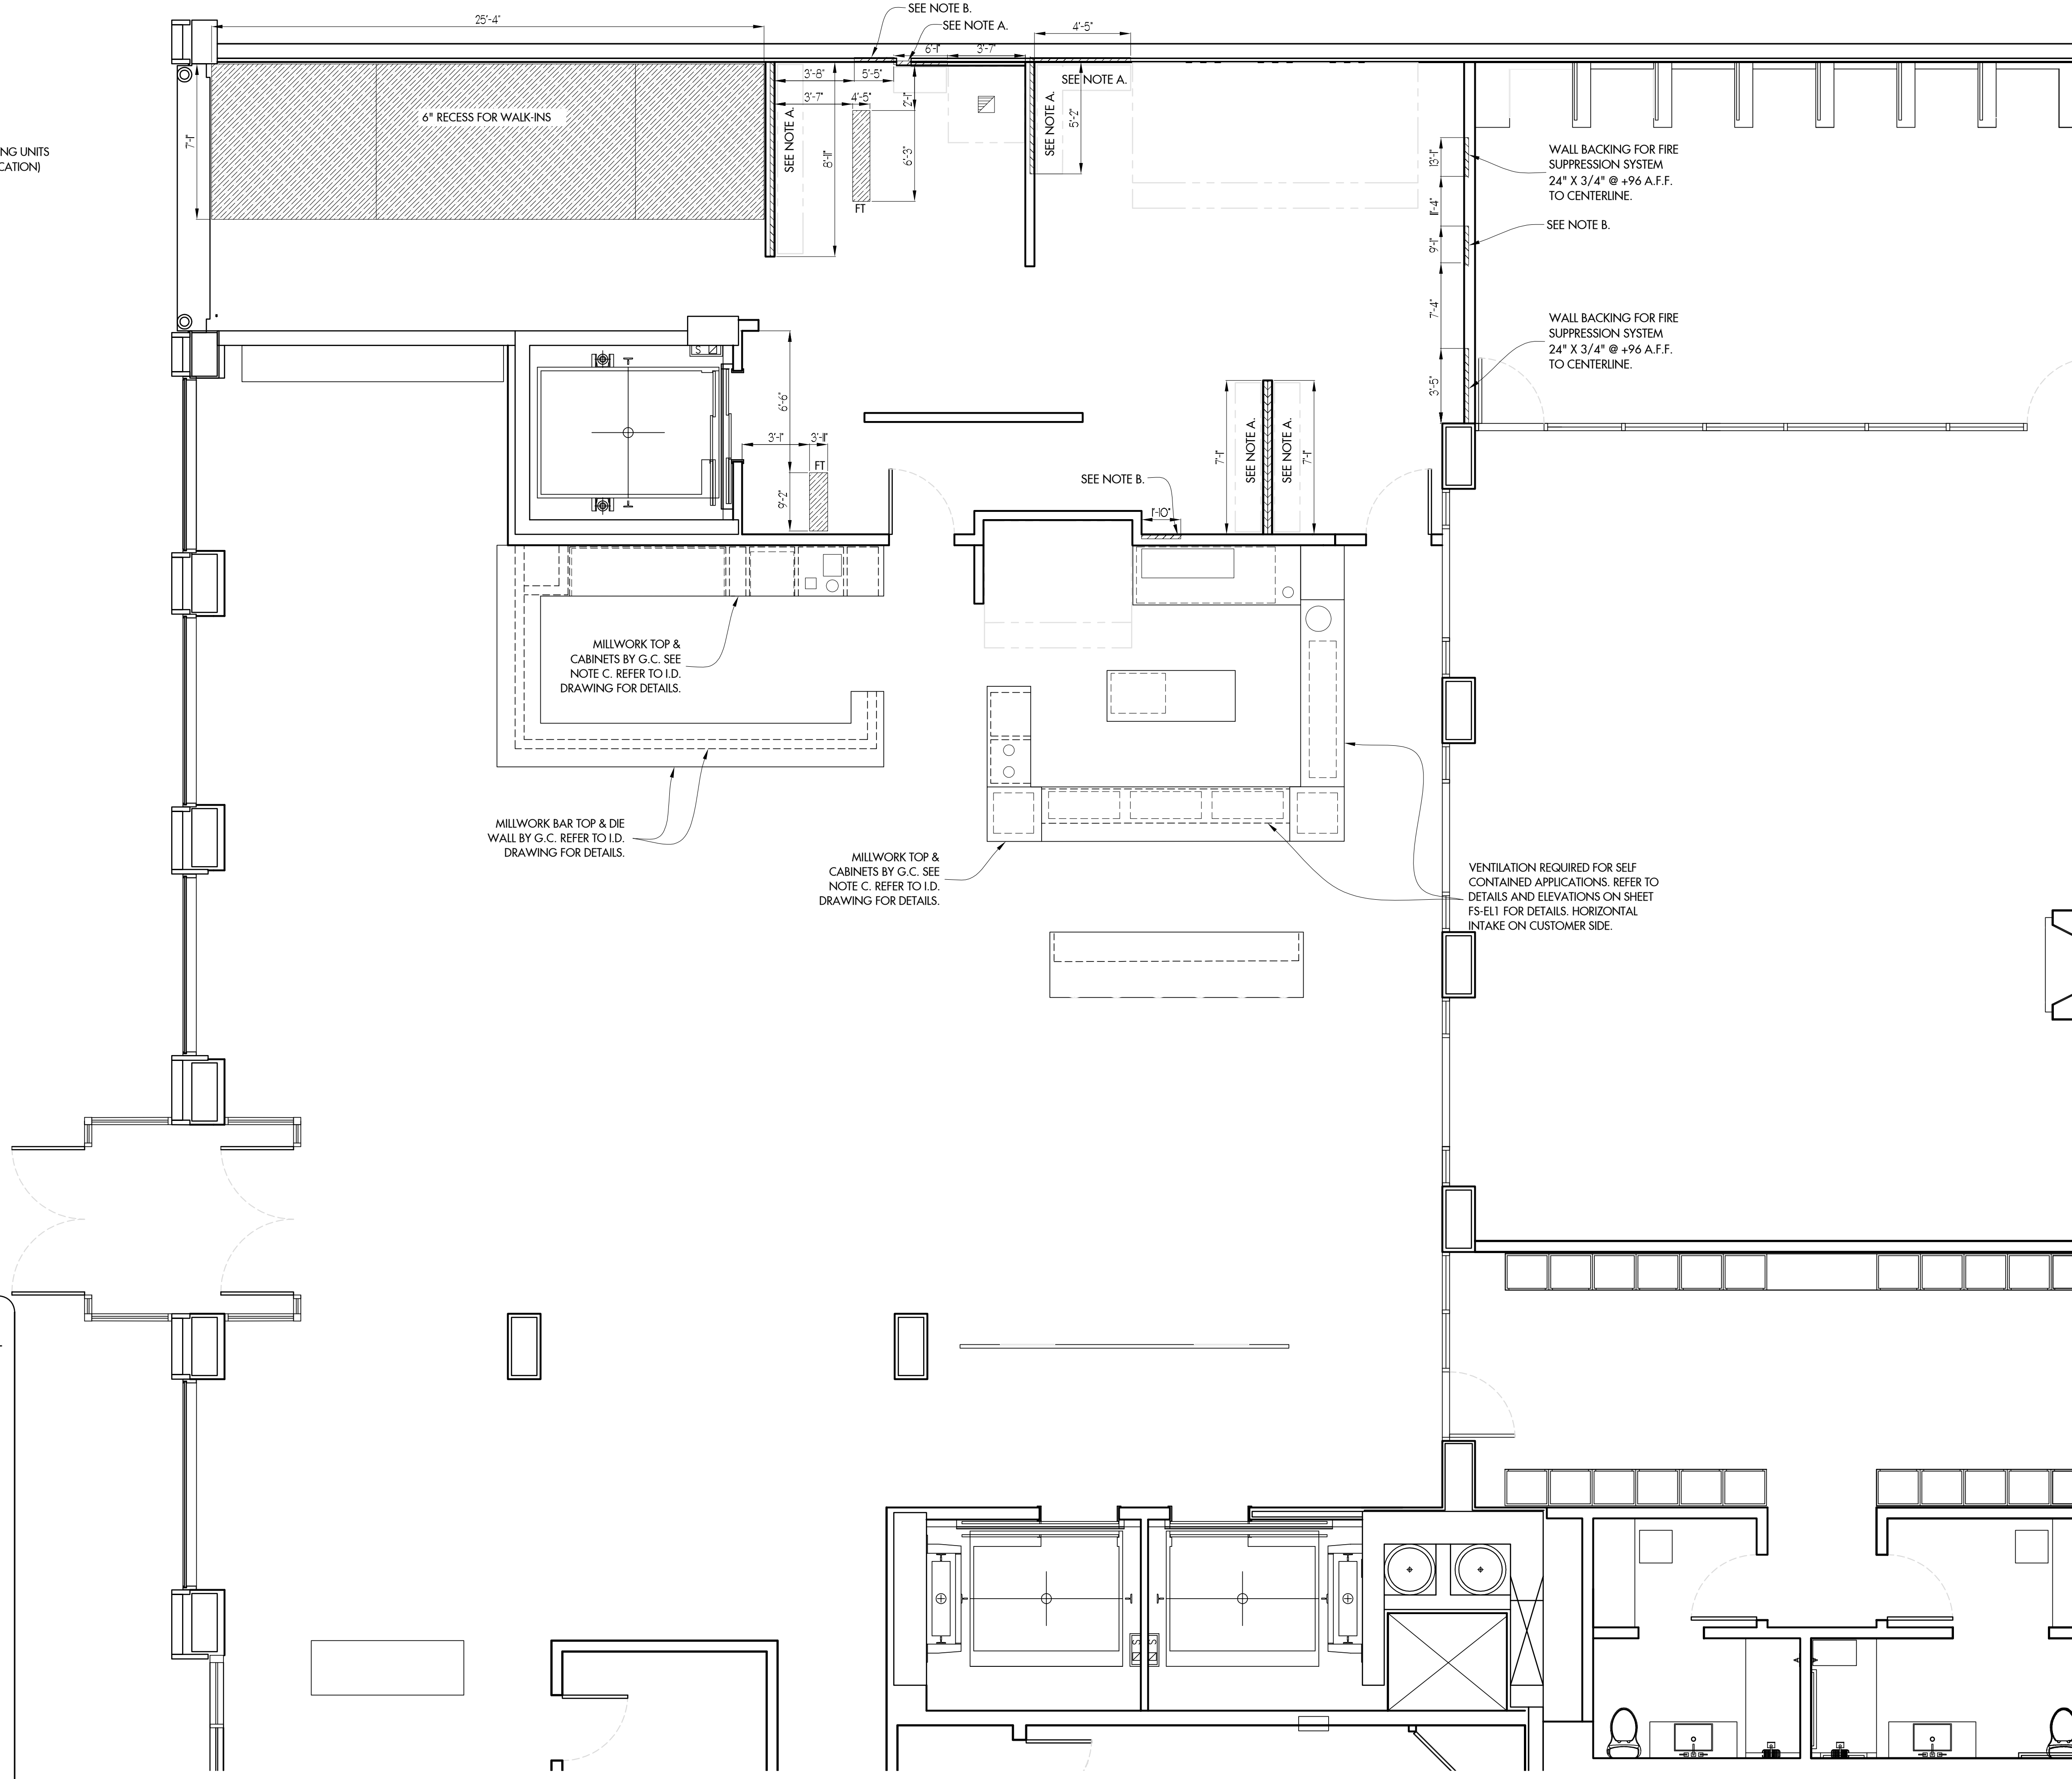 25'-4"
SEE NOTE B.
SEE NOTE A.
4'-5"
6'-1"
3'-7"
3'-8"
5'-5"
SEE NOTE A.
3'-7"
4'-5"
2'-1"
6" RECESS FOR WALK-INS
7'-1"
SEE NOTE A.
8'-11"
6'-3"
SEE NOTE A.
5'-2"
FT
NG UNITS
CATION)
13'-1"
11'-4"
9'-1"
7'-4"
3'-5"
WALL BACKING FOR FIRE
SUPPRESSION SYSTEM
24" X 3/4" @ +96 A.F.F.
TO CENTERLINE.
SEE NOTE B.
WALL BACKING FOR FIRE
SUPPRESSION SYSTEM
24" X 3/4" @ +96 A.F.F.
TO CENTERLINE.
S
6'-6"
3'-1"
3'-11"
FT
9'-2"
7'-1"
SEE NOTE A.
SEE NOTE A.
7'-1"
SEE NOTE B.
1'-10"
MILLWORK TOP &
CABINETS BY G.C. SEE
NOTE C. REFER TO I.D.
DRAWING FOR DETAILS.
MILLWORK BAR TOP & DIE
WALL BY G.C. REFER TO I.D.
DRAWING FOR DETAILS.
MILLWORK TOP &
CABINETS BY G.C. SEE
NOTE C. REFER TO I.D.
DRAWING FOR DETAILS.
VENTILATION REQUIRED FOR SELF
CONTAINED APPLICATIONS. REFER TO
DETAILS AND ELEVATIONS ON SHEET
FS-EL1 FOR DETAILS. HORIZONTAL
INTAKE ON CUSTOMER SIDE.
S
S